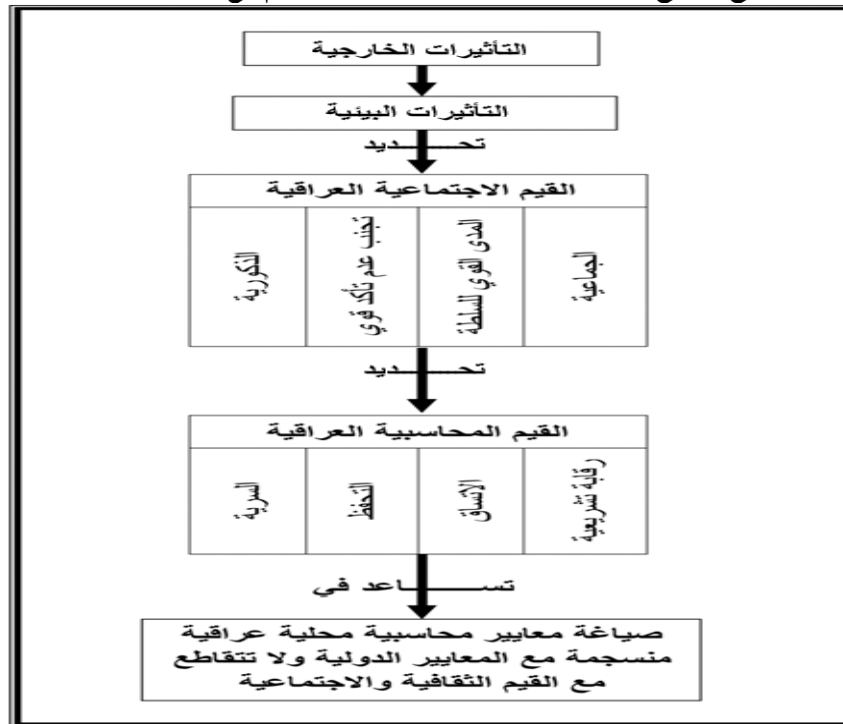 التأثيرات الخارجية
التأثيرات البيئية
تحـــــديد
القيم الاجتماعية العراقية
الجماعية
المدى القوي للسلطة
تجنب عدم تأكد قوي
الذكورية
تحـــــديد
القيم المحاسبية العراقية
رقابة تشريعية
الاتساق
التحفظ
السرية
تســـــاعد في
صياغة معايير محاسبية محلية عراقية
منسجمة مع المعايير الدولية ولا تتقاطع
مع القيم الثقافية والاجتماعية